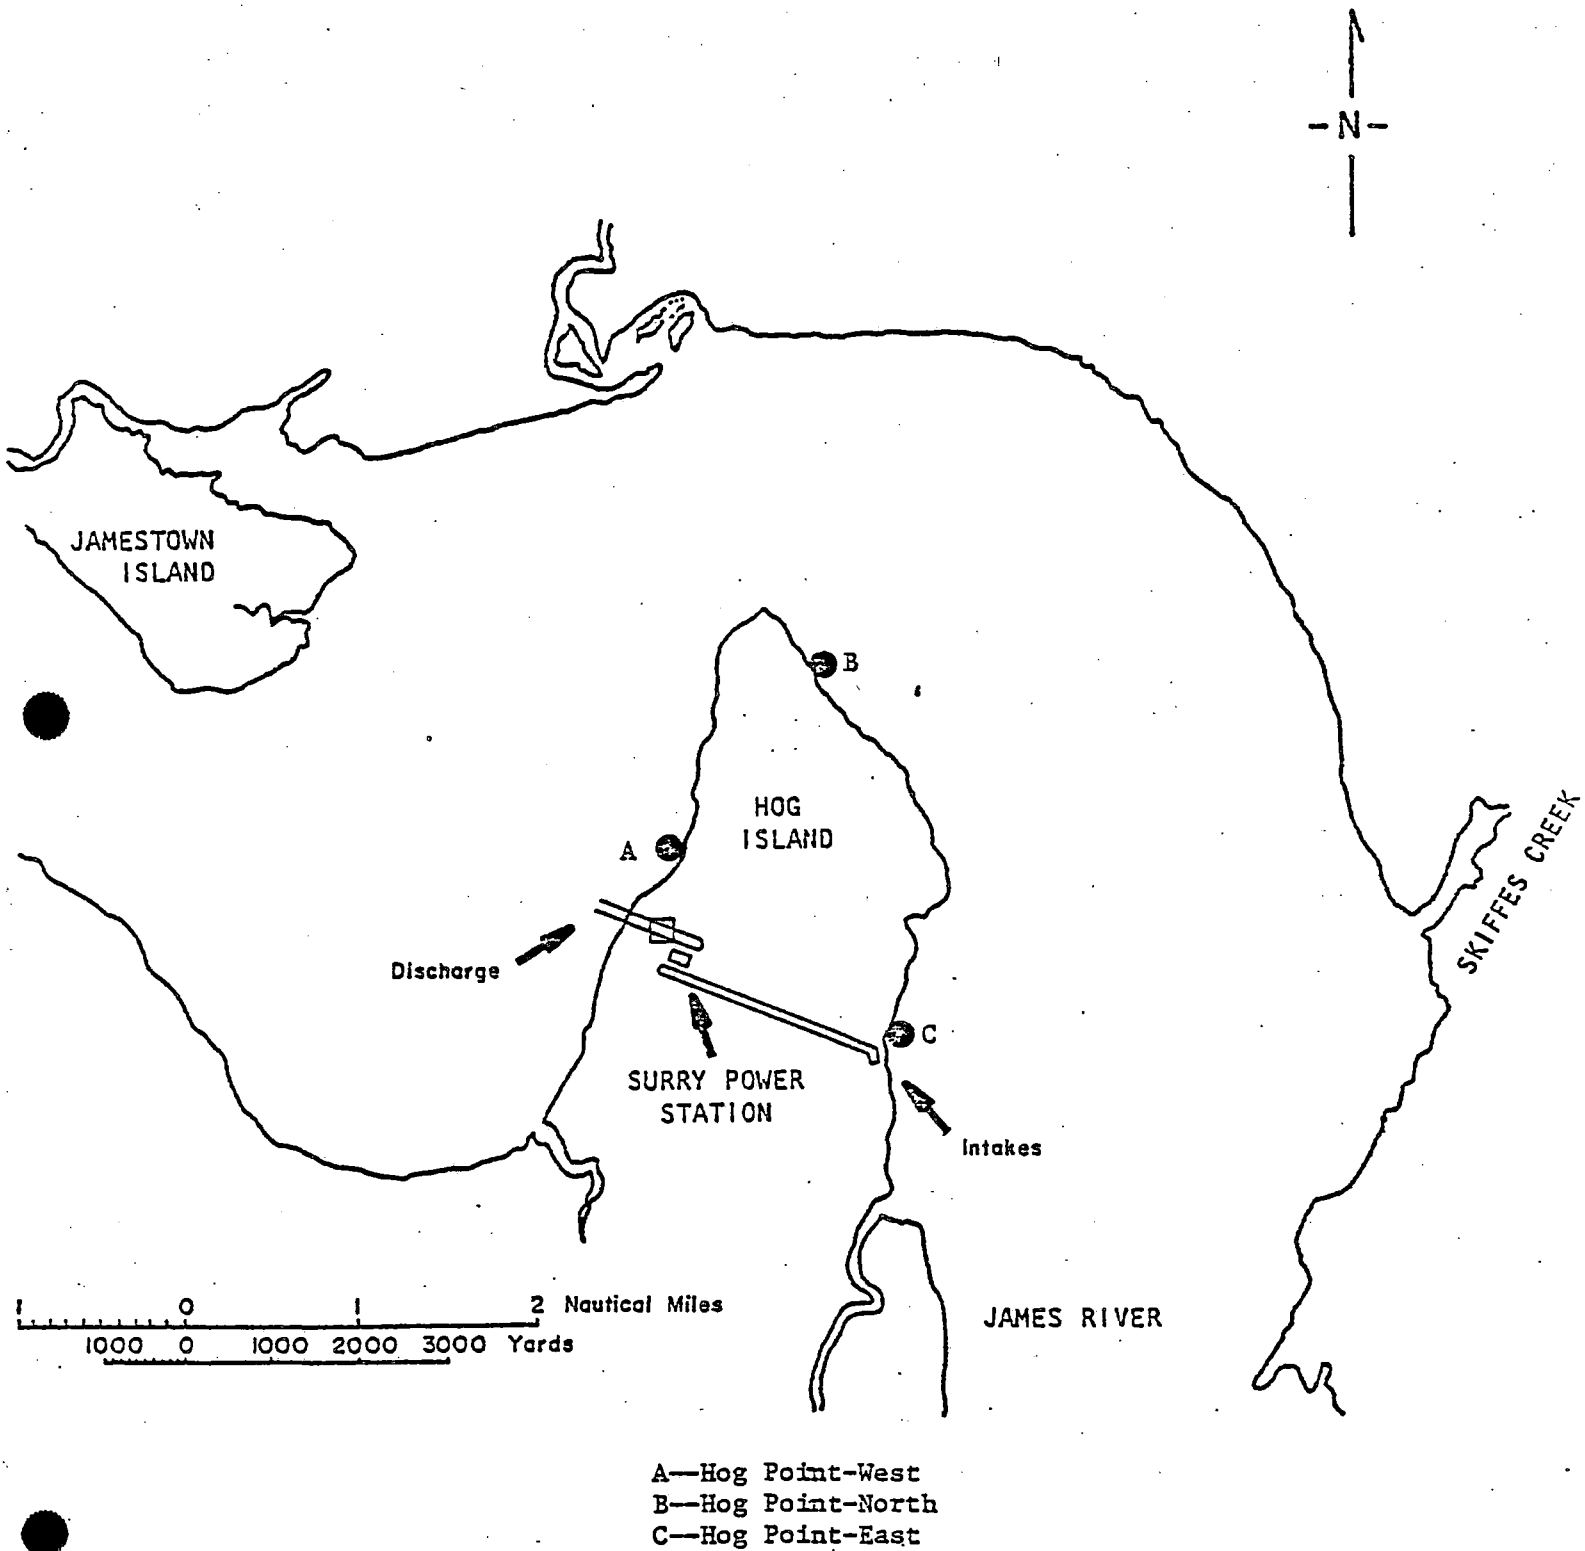 -N-
JAMESTOWN
ISLAND
B
HOG
ISLAND
A
SKIFFES CREEK
Discharge
C
SURRY POWER
STATION
Intakes
1 0 1 2 Nautical Miles
1000 0 1000 2000 3000 Yards
JAMES RIVER
A—Hog Point-West
B—Hog Point-North
C—Hog Point-East